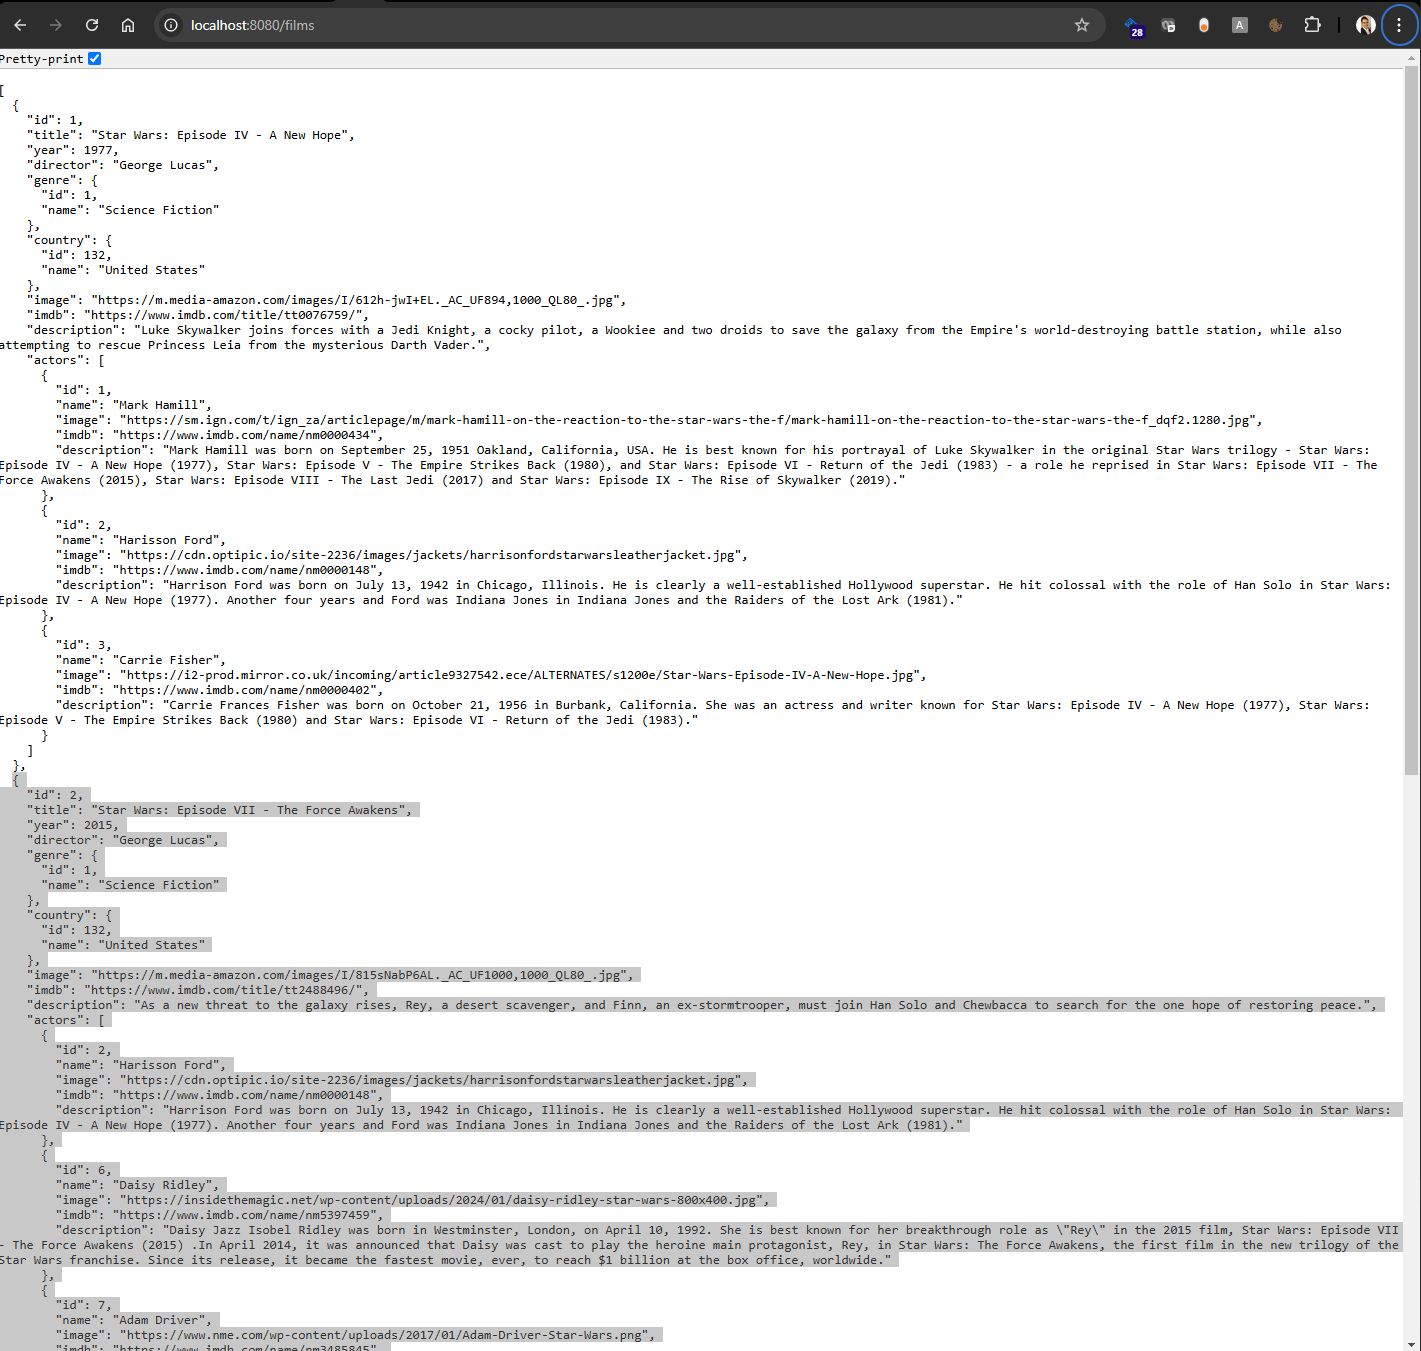 localhost:8080/films
28
A
Pretty-print
[
  {
    "id": 1,
    "title": "Star Wars: Episode IV - A New Hope",
    "year": 1977,
    "director": "George Lucas",
    "genre": {
      "id": 1,
      "name": "Science Fiction"
    },
    "country": {
      "id": 132,
      "name": "United States"
    },
    "image": "https://m.media-amazon.com/images/I/612h-jwI+EL._AC_UF894,1000_QL80_.jpg",
    "imdb": "https://www.imdb.com/title/tt0076759/",
    "description": "Luke Skywalker joins forces with a Jedi Knight, a cocky pilot, a Wookiee and two droids to save the galaxy from the Empire's world-destroying battle station, while also
attempting to rescue Princess Leia from the mysterious Darth Vader.",
    "actors": [
      {
        "id": 1,
        "name": "Mark Hamill",
        "image": "https://sm.ign.com/t/ign_za/articlepage/m/mark-hamill-on-the-reaction-to-the-star-wars-the-f/mark-hamill-on-the-reaction-to-the-star-wars-the-f_dqf2.1280.jpg",
        "imdb": "https://www.imdb.com/name/nm0000434",
        "description": "Mark Hamill was born on September 25, 1951 Oakland, California, USA. He is best known for his portrayal of Luke Skywalker in the original Star Wars trilogy - Star Wars:
Episode IV - A New Hope (1977), Star Wars: Episode V - The Empire Strikes Back (1980), and Star Wars: Episode VI - Return of the Jedi (1983) - a role he reprised in Star Wars: Episode VII - The
Force Awakens (2015), Star Wars: Episode VIII - The Last Jedi (2017) and Star Wars: Episode IX - The Rise of Skywalker (2019)."
      },
      {
        "id": 2,
        "name": "Harisson Ford",
        "image": "https://cdn.optipic.io/site-2236/images/jackets/harrisonfordstarwarsleatherjacket.jpg",
        "imdb": "https://www.imdb.com/name/nm0000148",
        "description": "Harrison Ford was born on July 13, 1942 in Chicago, Illinois. He is clearly a well-established Hollywood superstar. He hit colossal with the role of Han Solo in Star Wars:
Episode IV - A New Hope (1977). Another four years and Ford was Indiana Jones in Indiana Jones and the Raiders of the Lost Ark (1981)."
      },
      {
        "id": 3,
        "name": "Carrie Fisher",
        "image": "https://i2-prod.mirror.co.uk/incoming/article9327542.ece/ALTERNATES/s1200e/Star-Wars-Episode-IV-A-New-Hope.jpg",
        "imdb": "https://www.imdb.com/name/nm0000402",
        "description": "Carrie Frances Fisher was born on October 21, 1956 in Burbank, California. She was an actress and writer known for Star Wars: Episode IV - A New Hope (1977), Star Wars:
Episode V - The Empire Strikes Back (1980) and Star Wars: Episode VI - Return of the Jedi (1983)."
      }
    ]
  },
  {
    "id": 2,
    "title": "Star Wars: Episode VII - The Force Awakens",
    "year": 2015,
    "director": "George Lucas",
    "genre": {
      "id": 1,
      "name": "Science Fiction"
    },
    "country": {
      "id": 132,
      "name": "United States"
    },
    "image": "https://m.media-amazon.com/images/I/815sNabP6AL._AC_UF1000,1000_QL80_.jpg",
    "imdb": "https://www.imdb.com/title/tt2488496/",
    "description": "As a new threat to the galaxy rises, Rey, a desert scavenger, and Finn, an ex-stormtrooper, must join Han Solo and Chewbacca to search for the one hope of restoring peace.",
    "actors": [
      {
        "id": 2,
        "name": "Harisson Ford",
        "image": "https://cdn.optipic.io/site-2236/images/jackets/harrisonfordstarwarsleatherjacket.jpg",
        "imdb": "https://www.imdb.com/name/nm0000148",
        "description": "Harrison Ford was born on July 13, 1942 in Chicago, Illinois. He is clearly a well-established Hollywood superstar. He hit colossal with the role of Han Solo in Star Wars:
Episode IV - A New Hope (1977). Another four years and Ford was Indiana Jones in Indiana Jones and the Raiders of the Lost Ark (1981)."
      },
      {
        "id": 6,
        "name": "Daisy Ridley",
        "image": "https://insidethemagic.net/wp-content/uploads/2024/01/daisy-ridley-star-wars-800x400.jpg",
        "imdb": "https://www.imdb.com/name/nm5397459",
        "description": "Daisy Jazz Isobel Ridley was born in Westminster, London, on April 10, 1992. She is best known for her breakthrough role as \"Rey\" in the 2015 film, Star Wars: Episode VII
- The Force Awakens (2015) .In April 2014, it was announced that Daisy was cast to play the heroine main protagonist, Rey, in Star Wars: The Force Awakens, the first film in the new trilogy of the
Star Wars franchise. Since its release, it became the fastest movie, ever, to reach $1 billion at the box office, worldwide."
      },
      {
        "id": 7,
        "name": "Adam Driver",
        "image": "https://www.nme.com/wp-content/uploads/2017/01/Adam-Driver-Star-Wars.png",
        "imdb": "https://www.imdb.com/name/nm3485845"